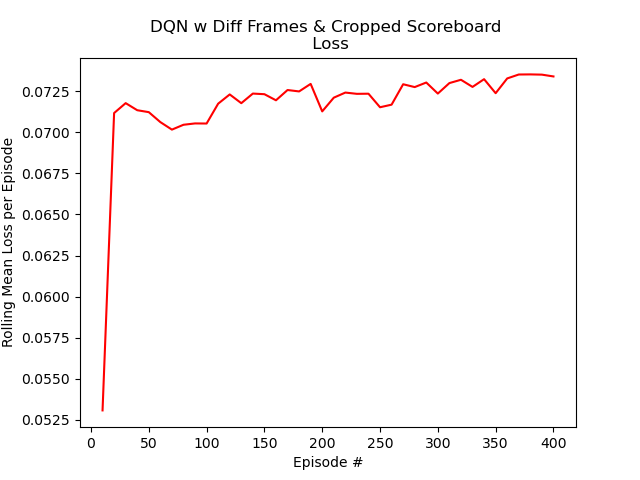 DQN w Diff Frames & Cropped Scoreboard
Loss
Rolling Mean Loss per Episode
0.0725
0.0700
0.0675
0.0650
0.0625
0.0600
0.0575
0.0550
0.0525
0 50 100 150 200 250 300 350 400
Episode #